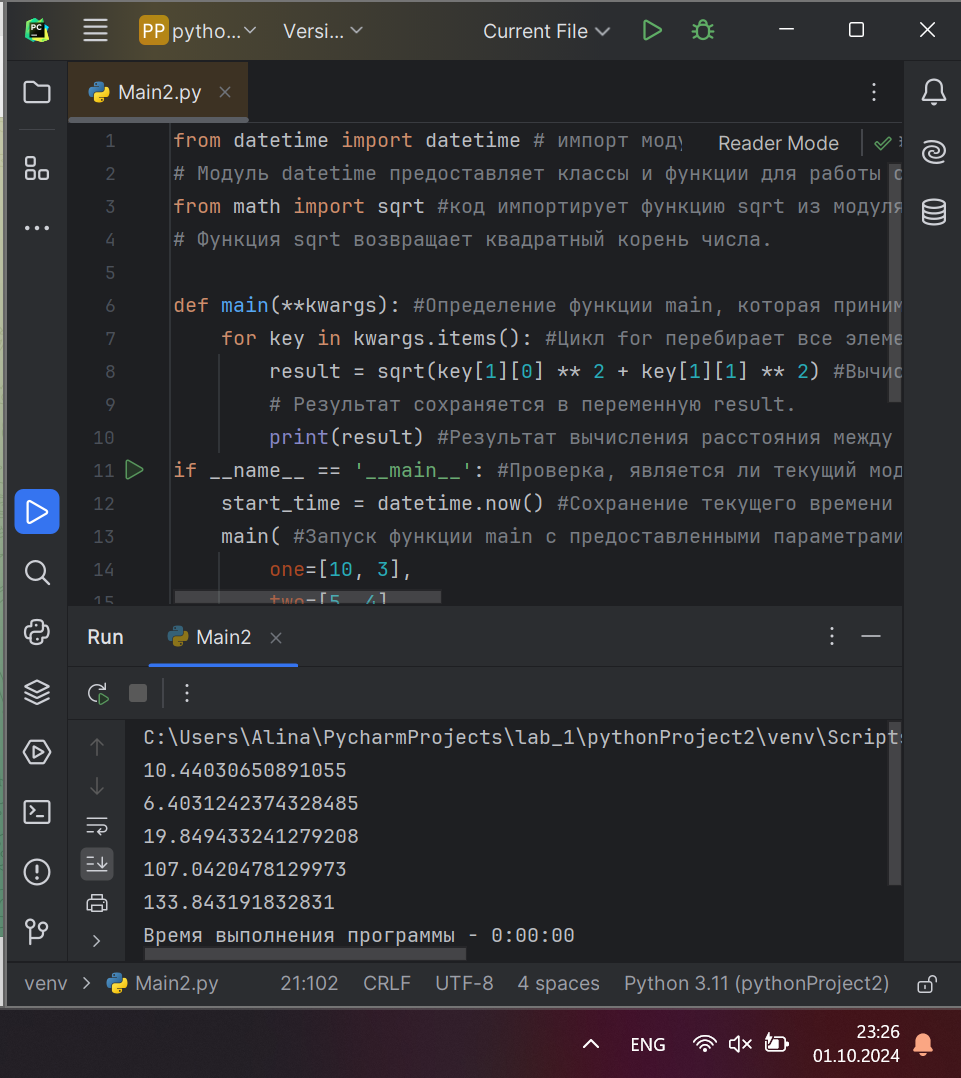 PC
PP pytho... Versi... Current File
Main2.py
1 from datetime import datetime # импорт моду Reader Mode
2 # Модуль datetime предоставляет классы и функции для работы с
3 from math import sqrt #код импортирует функцию sqrt из модуля
4 # Функция sqrt возвращает квадратный корень числа.
5
6 def main(**kwargs): #Определение функции main, которая приним
7 for key in kwargs.items(): #Цикл for перебирает все элеме
8 result = sqrt(key[1][0] ** 2 + key[1][1] ** 2) #Вычис
9 # Результат сохраняется в переменную result.
10 print(result) #Результат вычисления расстояния между
11 if __name__ == '__main__': #Проверка, является ли текущий мод
12 start_time = datetime.now() #Сохранение текущего времени
13 main( #Запуск функции main с предоставленными параметрами
14 one=[10, 3],
15 two=[5, 4]
Run Main2
C:\Users\Alina\PycharmProjects\lab_1\pythonProject2\venv\Scripts
10.44030650891055
6.4031242374328485
19.849433241279208
107.0420478129973
133.843191832831
Время выполнения программы - 0:00:00
venv > Main2.py 21:102 CRLF UTF-8 4 spaces Python 3.11 (pythonProject2)
ENG 23:26
01.10.2024